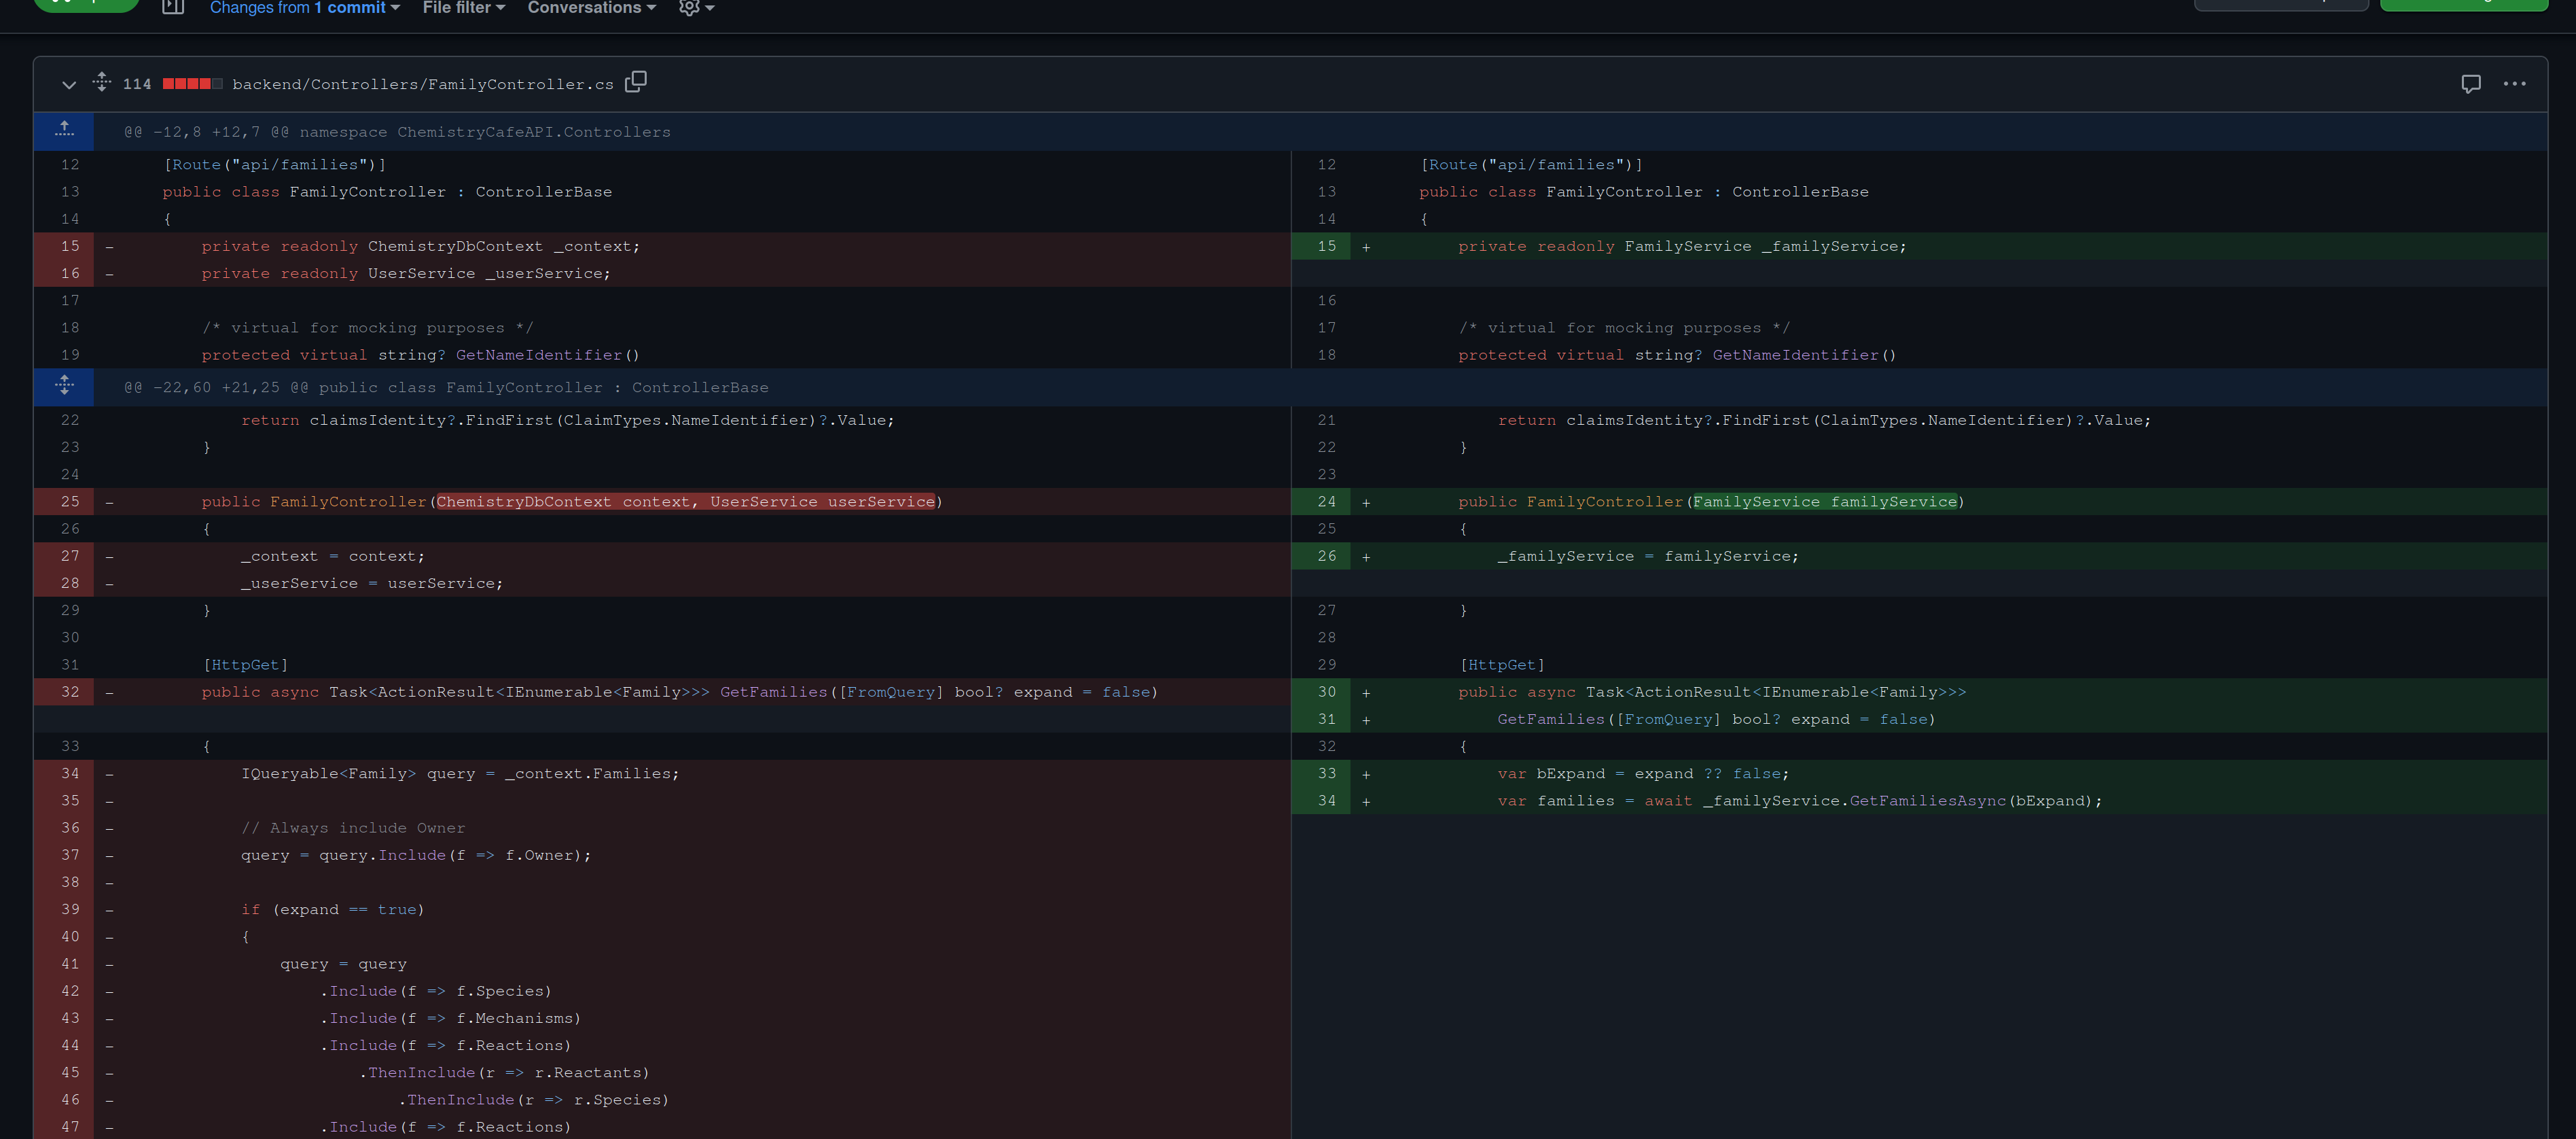 Changes from 1 commit File filter Conversations
114 backend/Controllers/FamilyController.cs
@@ -12,8 +12,7 @@ namespace ChemistryCafeAPI.Controllers
12 [Route("api/families")] 12 [Route("api/families")]
13 public class FamilyController : ControllerBase 13 public class FamilyController : ControllerBase
14 { 14 {
15 - private readonly ChemistryDbContext _context; 15 + private readonly FamilyService _familyService;
16 - private readonly UserService _userService;
17 16
18 /* virtual for mocking purposes */ 17 /* virtual for mocking purposes */
19 protected virtual string? GetNameIdentifier() 18 protected virtual string? GetNameIdentifier()
@@ -22,60 +21,25 @@ public class FamilyController : ControllerBase
22 return claimsIdentity?.FindFirst(ClaimTypes.NameIdentifier)?.Value; 21 return claimsIdentity?.FindFirst(ClaimTypes.NameIdentifier)?.Value;
23 } 22 }
24 23
25 - public FamilyController(ChemistryDbContext context, UserService userService) 24 + public FamilyController(FamilyService familyService)
26 { 25 {
27 - _context = context; 26 + _familyService = familyService;
28 - _userService = userService;
29 } 27 }
30 28
31 [HttpGet] 29 [HttpGet]
32 - public async Task<ActionResult<IEnumerable<Family>>> GetFamilies([FromQuery] bool? expand = false) 30 + public async Task<ActionResult<IEnumerable<Family>>>
31 + GetFamilies([FromQuery] bool? expand = false)
33 { 32 {
34 - IQueryable<Family> query = _context.Families; 33 + var bExpand = expand ?? false;
35 - 34 + var families = await _familyService.GetFamiliesAsync(bExpand);
36 - // Always include Owner
37 - query = query.Include(f => f.Owner);
38 -
39 - if (expand == true)
40 - {
41 - query = query
42 - .Include(f => f.Species)
43 - .Include(f => f.Mechanisms)
44 - .Include(f => f.Reactions)
45 - .ThenInclude(r => r.Reactants)
46 - .ThenInclude(r => r.Species)
47 - .Include(f => f.Reactions)